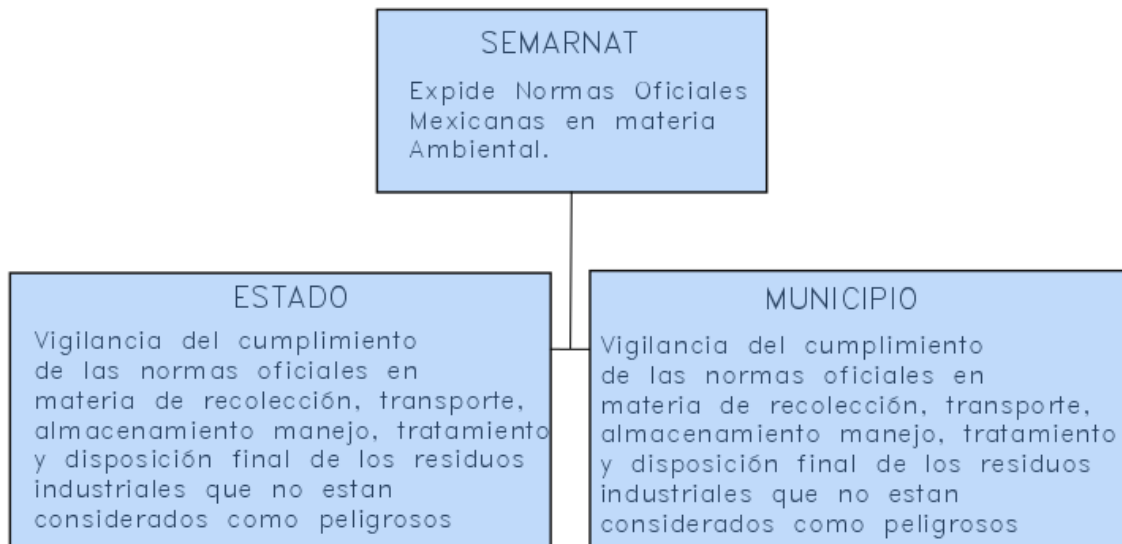 SEMARNAT
Expide Normas Oficiales
Mexicanas en materia
Ambiental.
ESTADO
Vigilancia del cumplimiento
de las normas oficiales en
materia de recolección, transporte,
almacenamiento manejo, tratamiento
y disposición final de los residuos
industriales que no estan
considerados como peligrosos
MUNICIPIO
Vigilancia del cumplimiento
de las normas oficiales en
materia de recolección, transporte,
almacenamiento manejo, tratamiento
y disposición final de los residuos
industriales que no estan
considerados como peligrosos